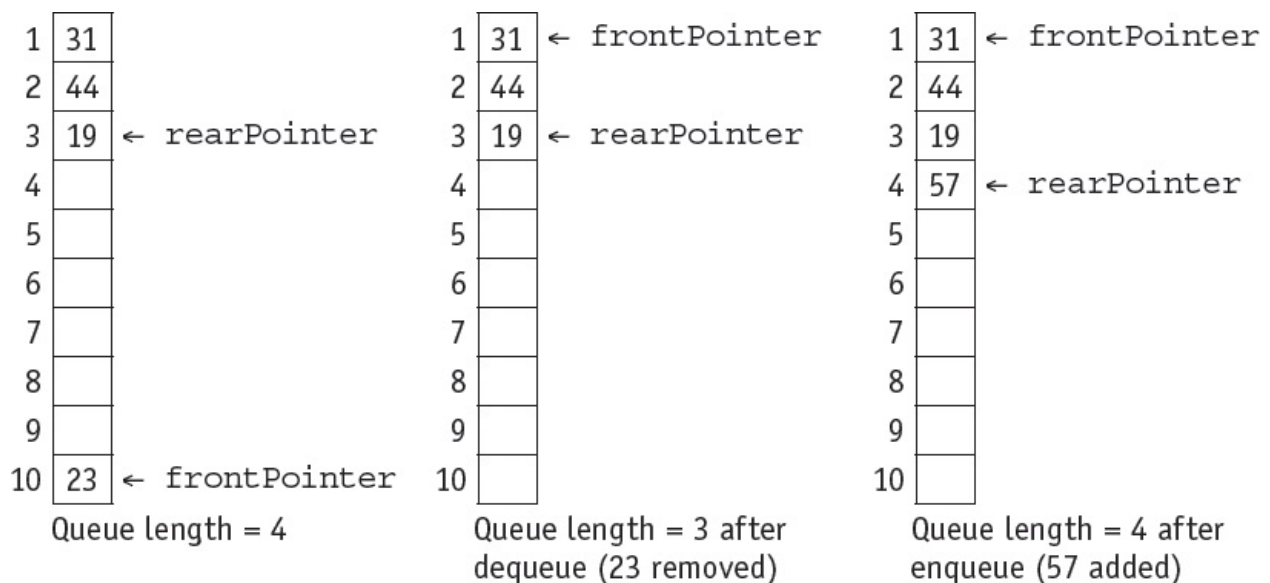 1 31
2 44
3 19 ← rearPointer
4
5
6
7
8
9
10 23 ← frontPointer
Queue length = 4
1 31 ← frontPointer
2 44
3 19 ← rearPointer
4
5
6
7
8
9
10
Queue length = 3 after
dequeue (23 removed)
1 31 ← frontPointer
2 44
3 19
4 57 ← rearPointer
5
6
7
8
9
10
Queue length = 4 after
enqueue (57 added)